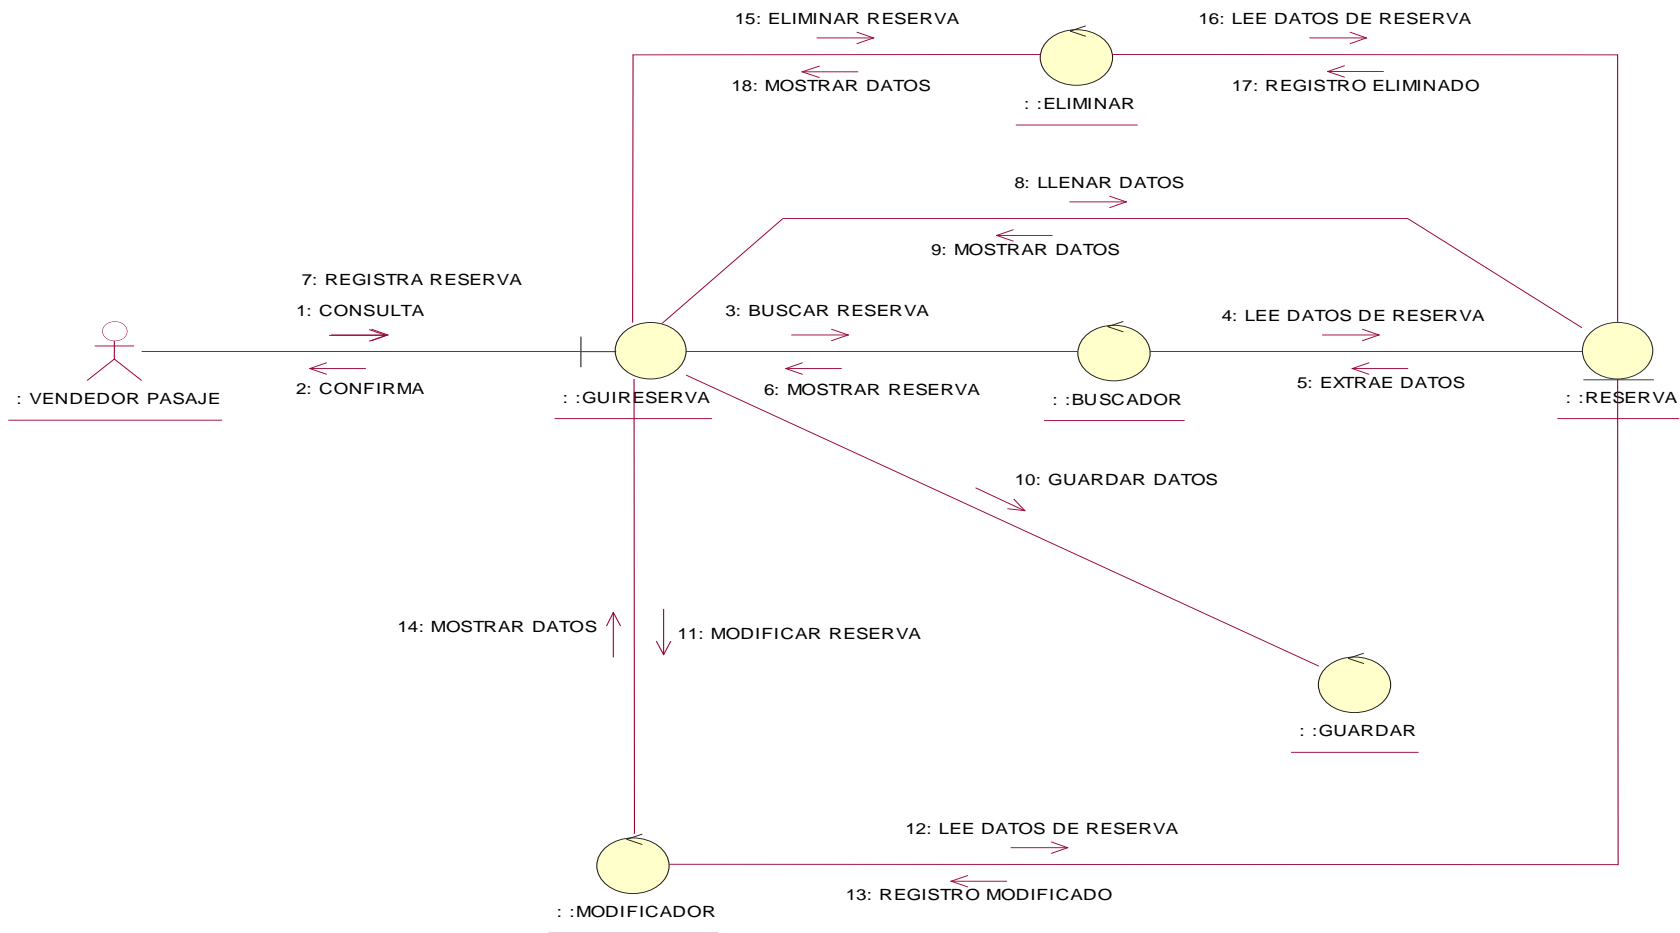 15: ELIMINAR RESERVA
16: LEE DATOS DE RESERVA
18: MOSTRAR DATOS
17: REGISTRO ELIMINADO
: :ELIMINAR
8: LLENAR DATOS
9: MOSTRAR DATOS
7: REGISTRA RESERVA
1: CONSULTA
3: BUSCAR RESERVA
4: LEE DATOS DE RESERVA
2: CONFIRMA
6: MOSTRAR RESERVA
5: EXTRAE DATOS
: VENDEDOR PASAJE
: :GUIRESERVA
: :BUSCADOR
: :RESERVA
10: GUARDAR DATOS
14: MOSTRAR DATOS
11: MODIFICAR RESERVA
: :GUARDAR
12: LEE DATOS DE RESERVA
13: REGISTRO MODIFICADO
: :MODIFICADOR